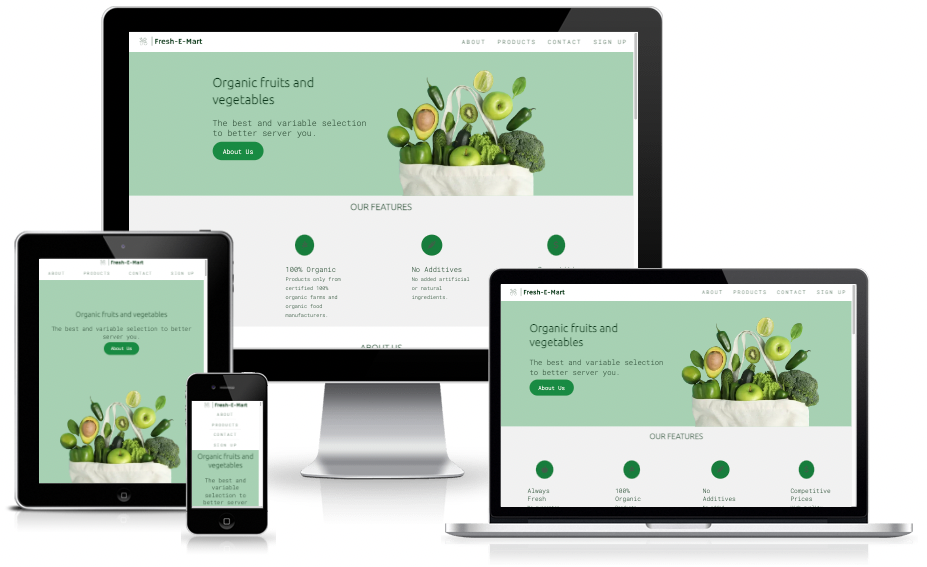 Fresh-E-Mart
ABOUT PRODUCTS CONTACT SIGN UP
Organic fruits and
vegetables
The best and variable selection
to better server you.
About Us
OUR FEATURES
100% Organic
Products only from
certified 100%
organic farms and
organic food
manufacturers.
No Additives
No added artificial
or natural
ingredients.
ABOUT US
Fresh-E-Mart
ABOUT PRODUCTS CONTACT SIGN UP
Organic fruits and vegetables
The best and variable selection to better
server you.
About Us
Fresh-E-Mart
ABOUT
PRODUCTS
CONTACT
SIGN UP
Organic fruits and
vegetables
The best and
variable
selection to
better server
Fresh-E-Mart
ABOUT PRODUCTS CONTACT SIGN UP
Organic fruits and
vegetables
The best and variable selection
to better server you.
About Us
OUR FEATURES
Always
Fresh
100%
Organic
No
Additives
Competitive
Prices